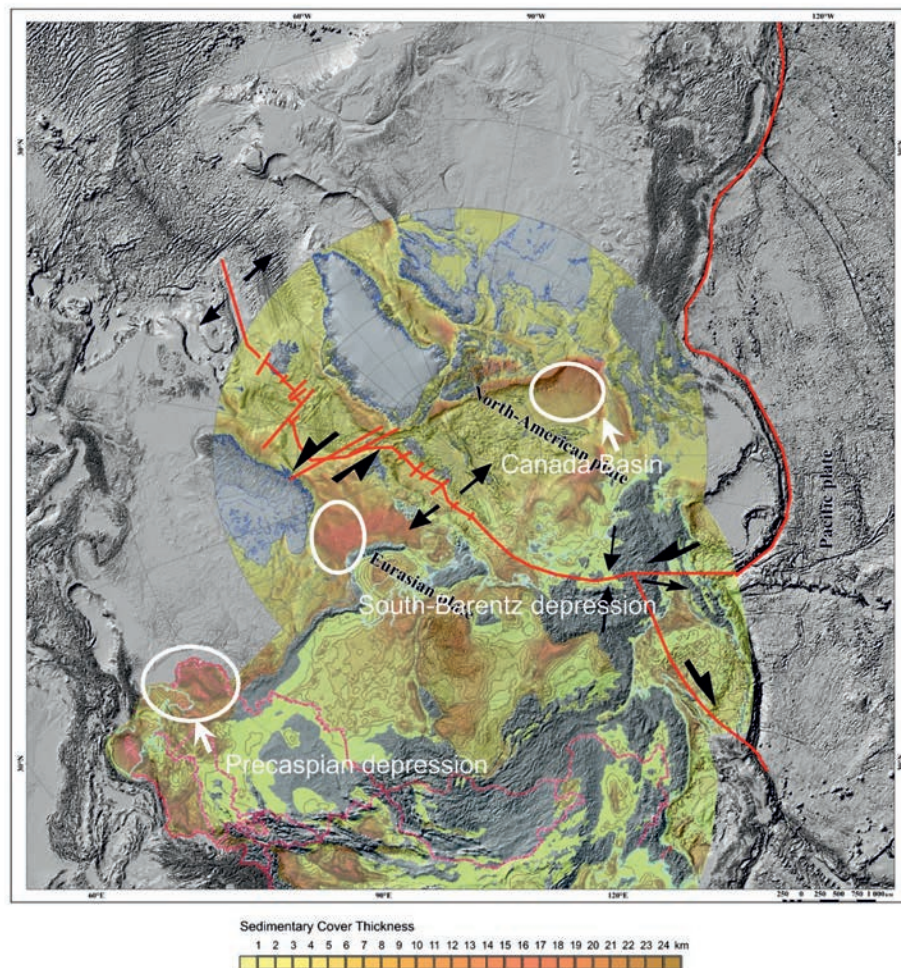 60°W 90°W 120°W
30°N 30°N
North-American plate
Canada Basin
Pacific plate
Eurasian plate
South-Barentz depression
Precaspian depression
30°N 30°N
60°E 90°E 120°E
250 0 250 500 750 1 000
km
Sedimentary Cover Thickness
1 2 3 4 5 6 7 8 9 10 11 12 13 14 15 16 17 18 19 20 21 22 23 24 km